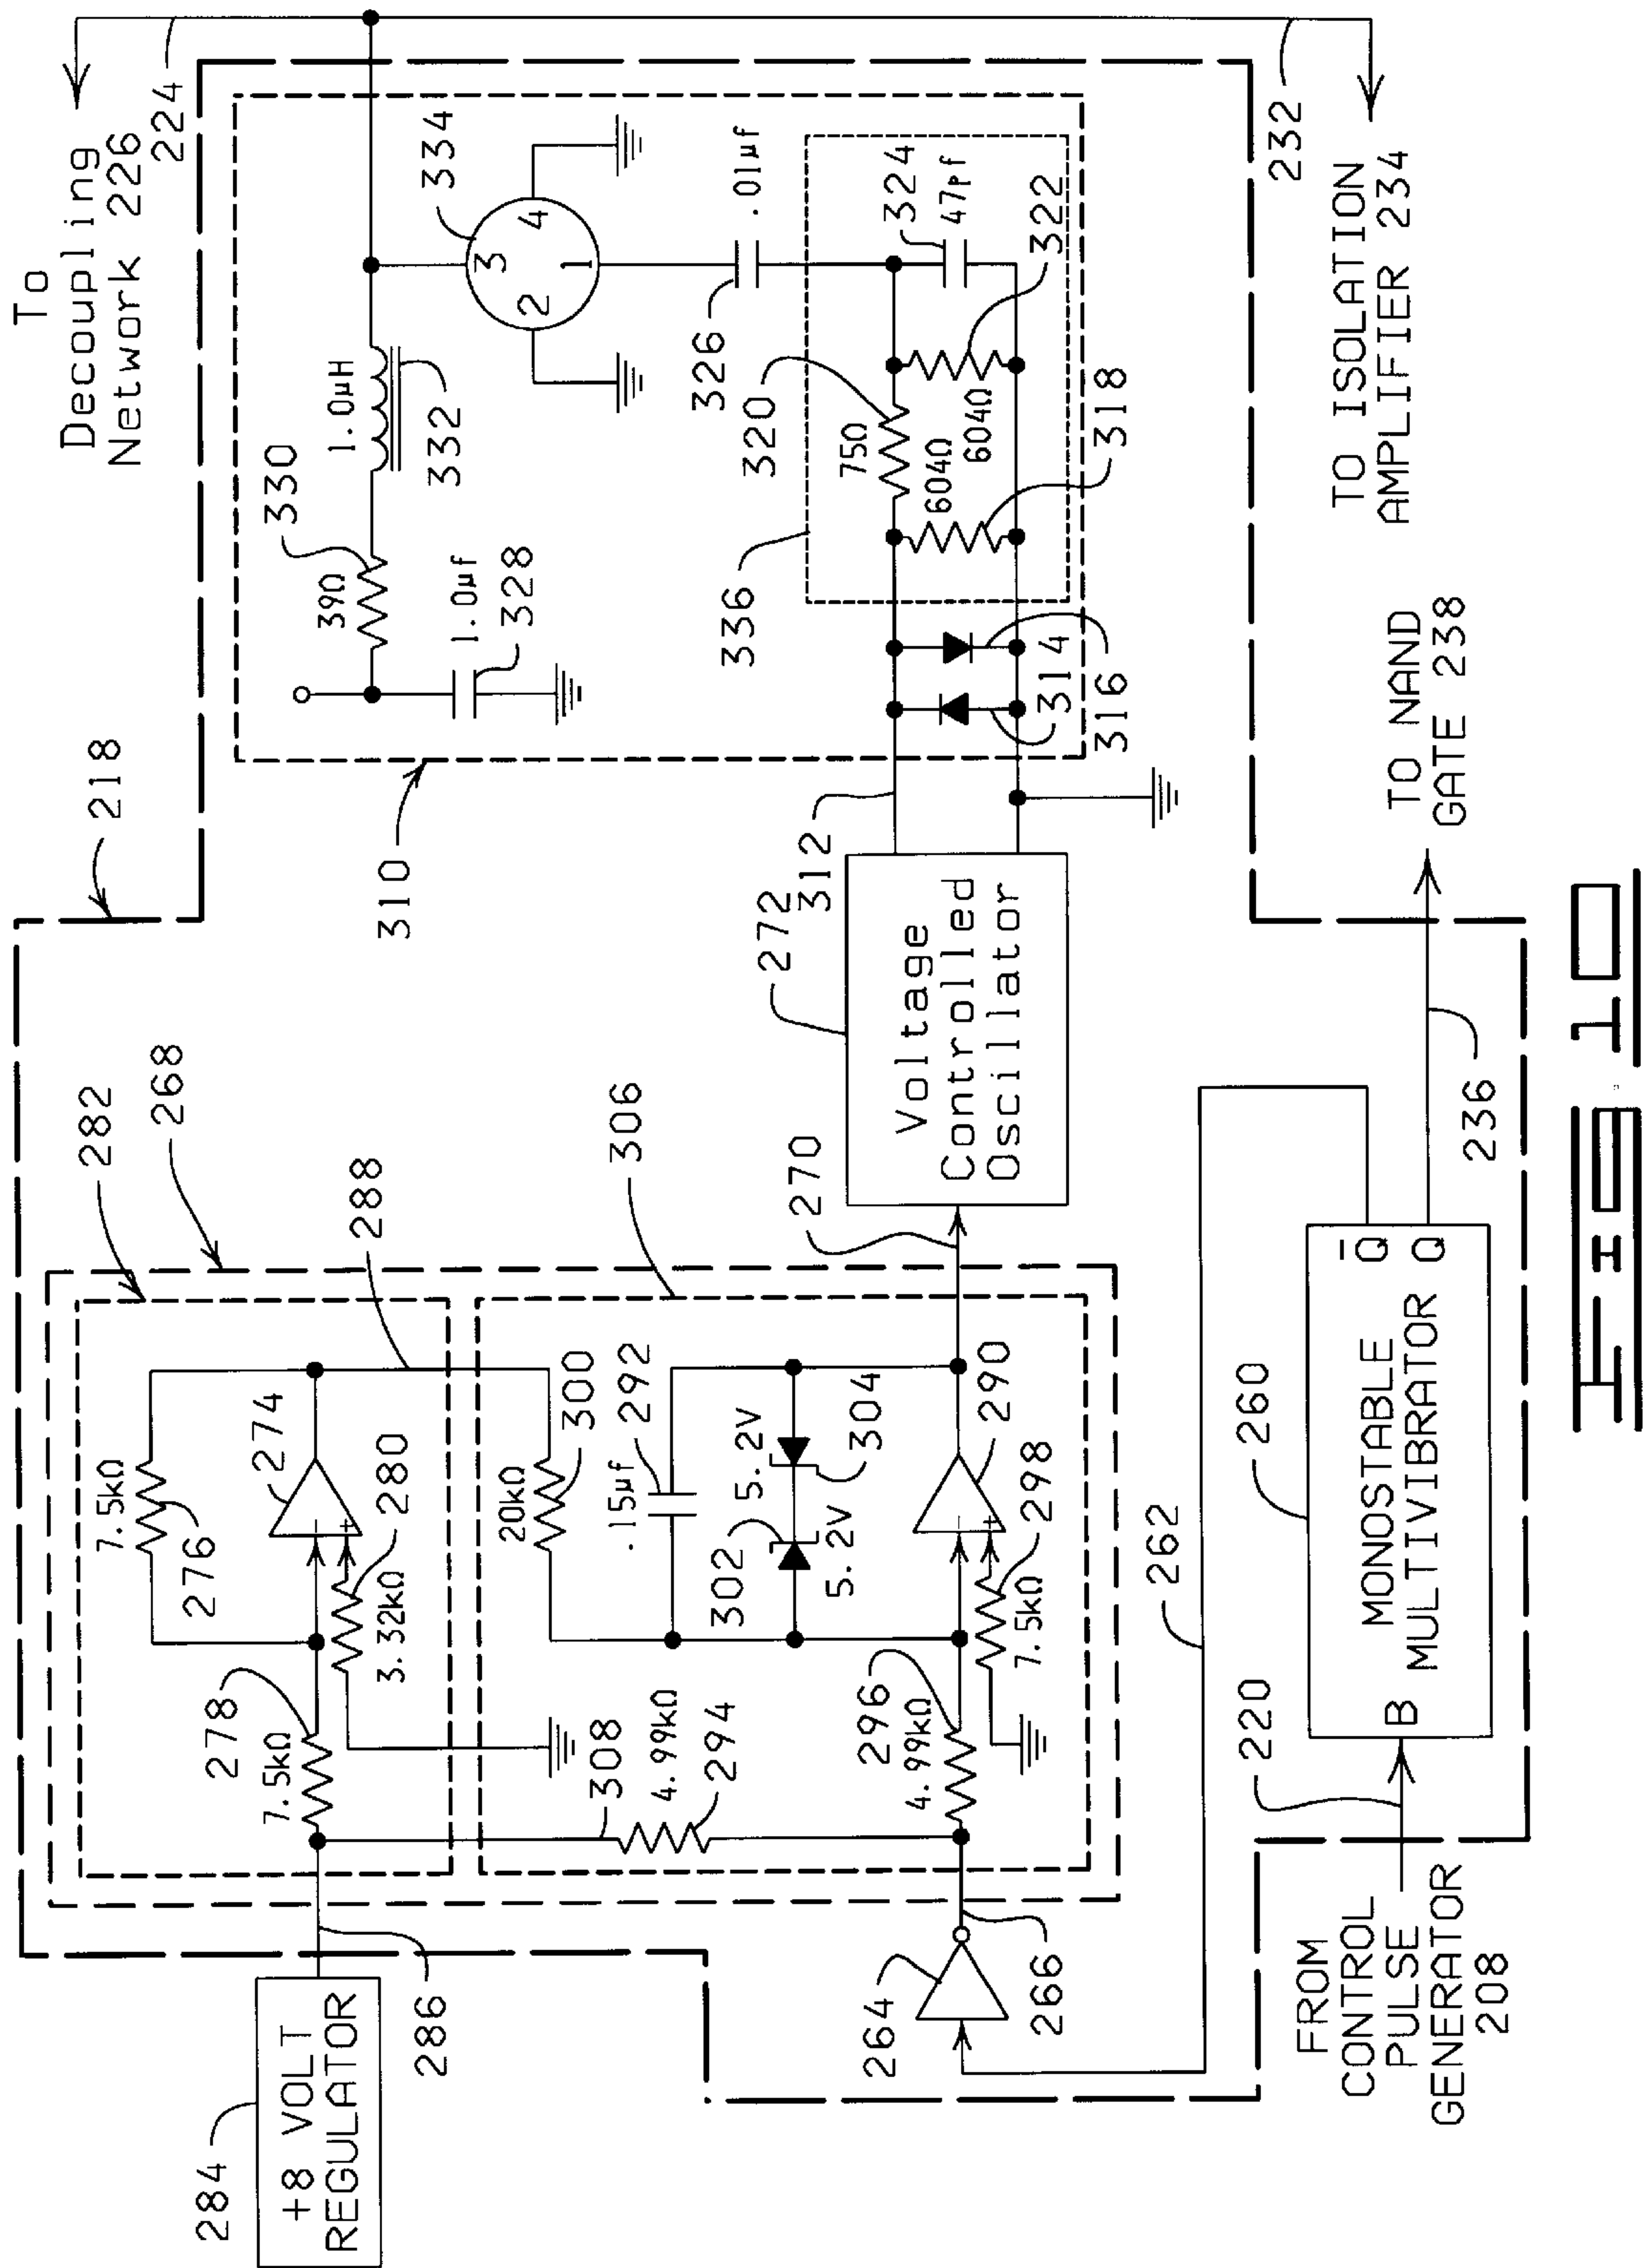 284
+8 VOLT
REGULATOR
286
282
268
7.5kΩ
276
278
7.5kΩ
274
280
3.32kΩ
288
308
4.99kΩ
294
20kΩ
300
.15µf
292
302
5.2V
5.2V
304
306
296
4.99kΩ
290
298
7.5kΩ
264
266
262
270
218
272
Voltage
Controlled
Oscillator
312
310
330
39Ω
1.0µf
328
1.0µH
332
334
3
2
4
1
326
.01µf
336
320
75Ω
604Ω
604Ω
324
47pf
322
318
314
316
To
Decoupling
Network 226
224
232
TO ISOLATION
AMPLIFIER 234
FROM
CONTROL
PULSE
GENERATOR
208
220
B
MONOSTABLE
MULTIVIBRATOR
Q̅
Q
260
236
TO NAND
GATE 238
FIG. 10